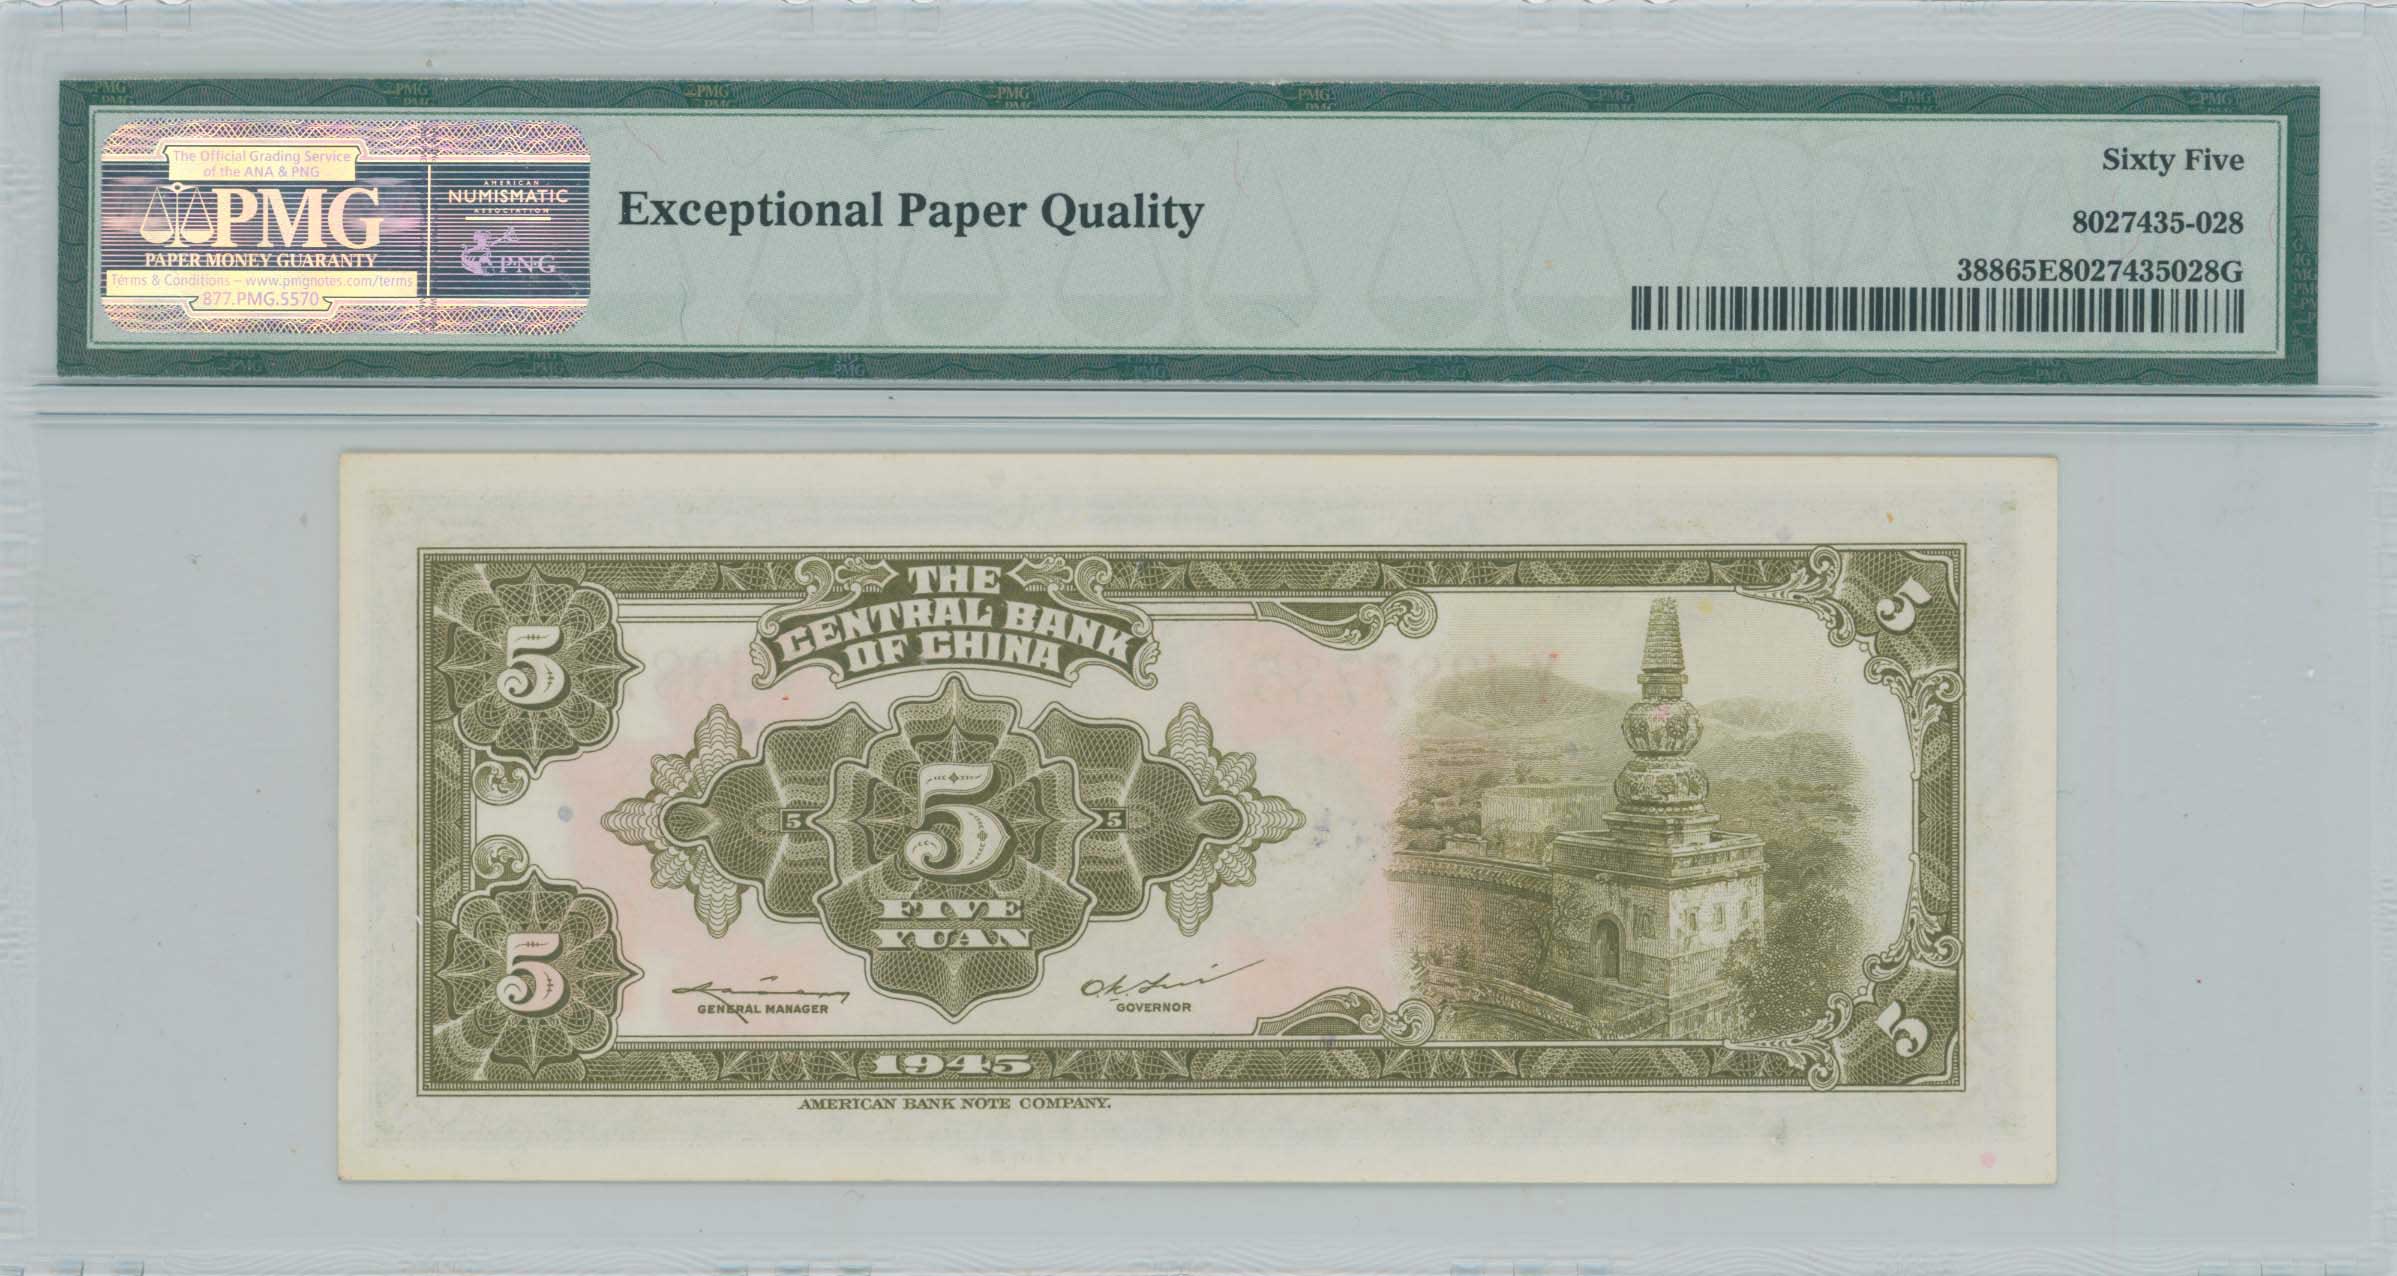 The Official Grading Service
of the ANA & PNG
PMG
PAPER MONEY GUARANTY
Terms & Conditions – www.pmgnotes.com/terms
877.PMG.5570
AMERICAN
NUMISMATIC
ASSOCIATION
PNG
Exceptional Paper Quality
Sixty Five
8027435-028
38865E8027435028G
THE
CENTRAL BANK
OF CHINA
5
5
5
5
5
5
FIVE
YUAN
5
5
GENERAL MANAGER
GOVERNOR
1945
AMERICAN BANK NOTE COMPANY.